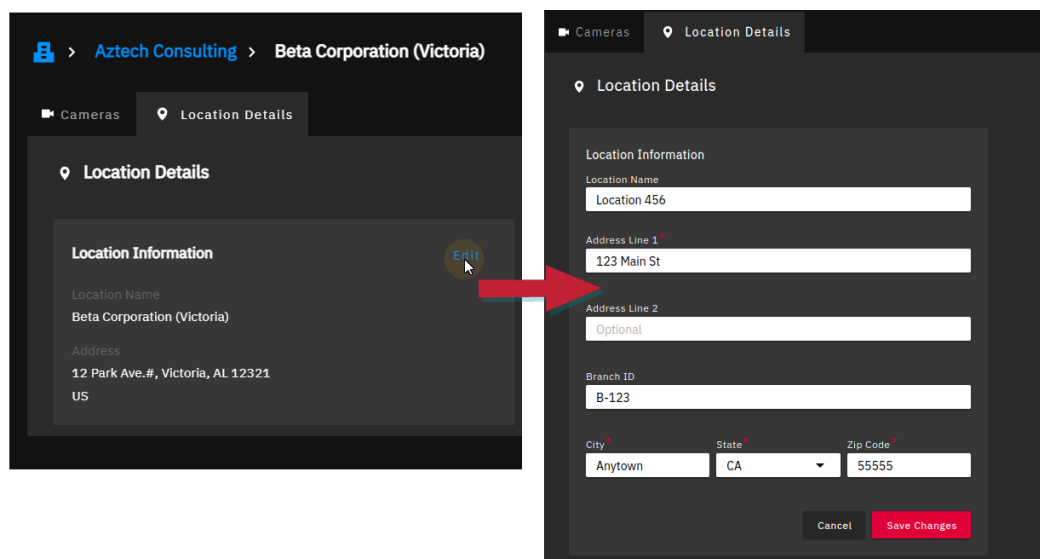 > Aztech Consulting > Beta Corporation (Victoria)
Cameras Location Details
Location Details
Location Information
Edit
Location Name
Beta Corporation (Victoria)
Address
12 Park Ave.#, Victoria, AL 12321
US
Cameras Location Details
Location Details
Location Information
Location Name
Location 456
Address Line 1*
123 Main St
Address Line 2
Optional
Branch ID
B-123
City* State* Zip Code*
Anytown CA 55555
Cancel Save Changes